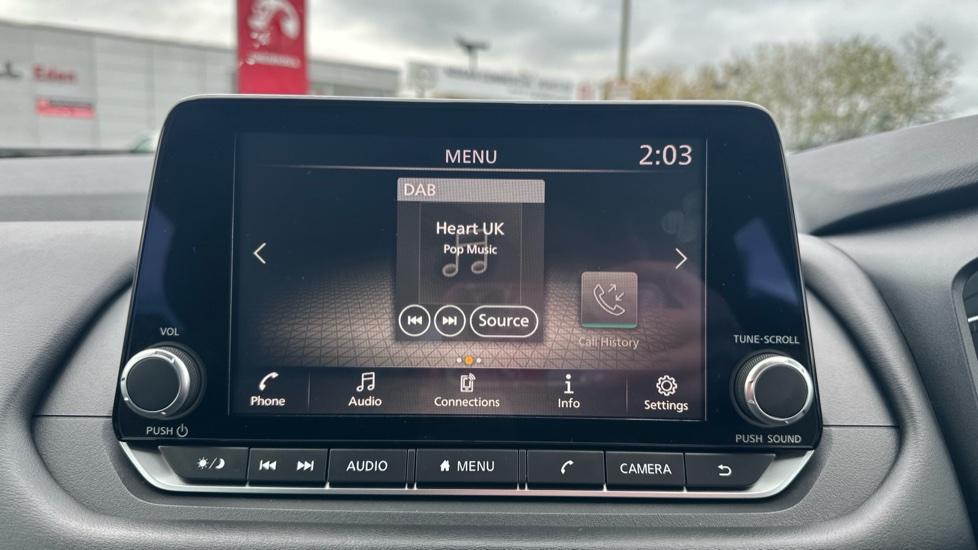 Eden
MENU
2:03
DAB
Heart UK
Pop Music
Source
Call History
Phone
Audio
Connections
Info
Settings
VOL
PUSH
TUNE·SCROLL
PUSH SOUND
AUDIO
MENU
CAMERA